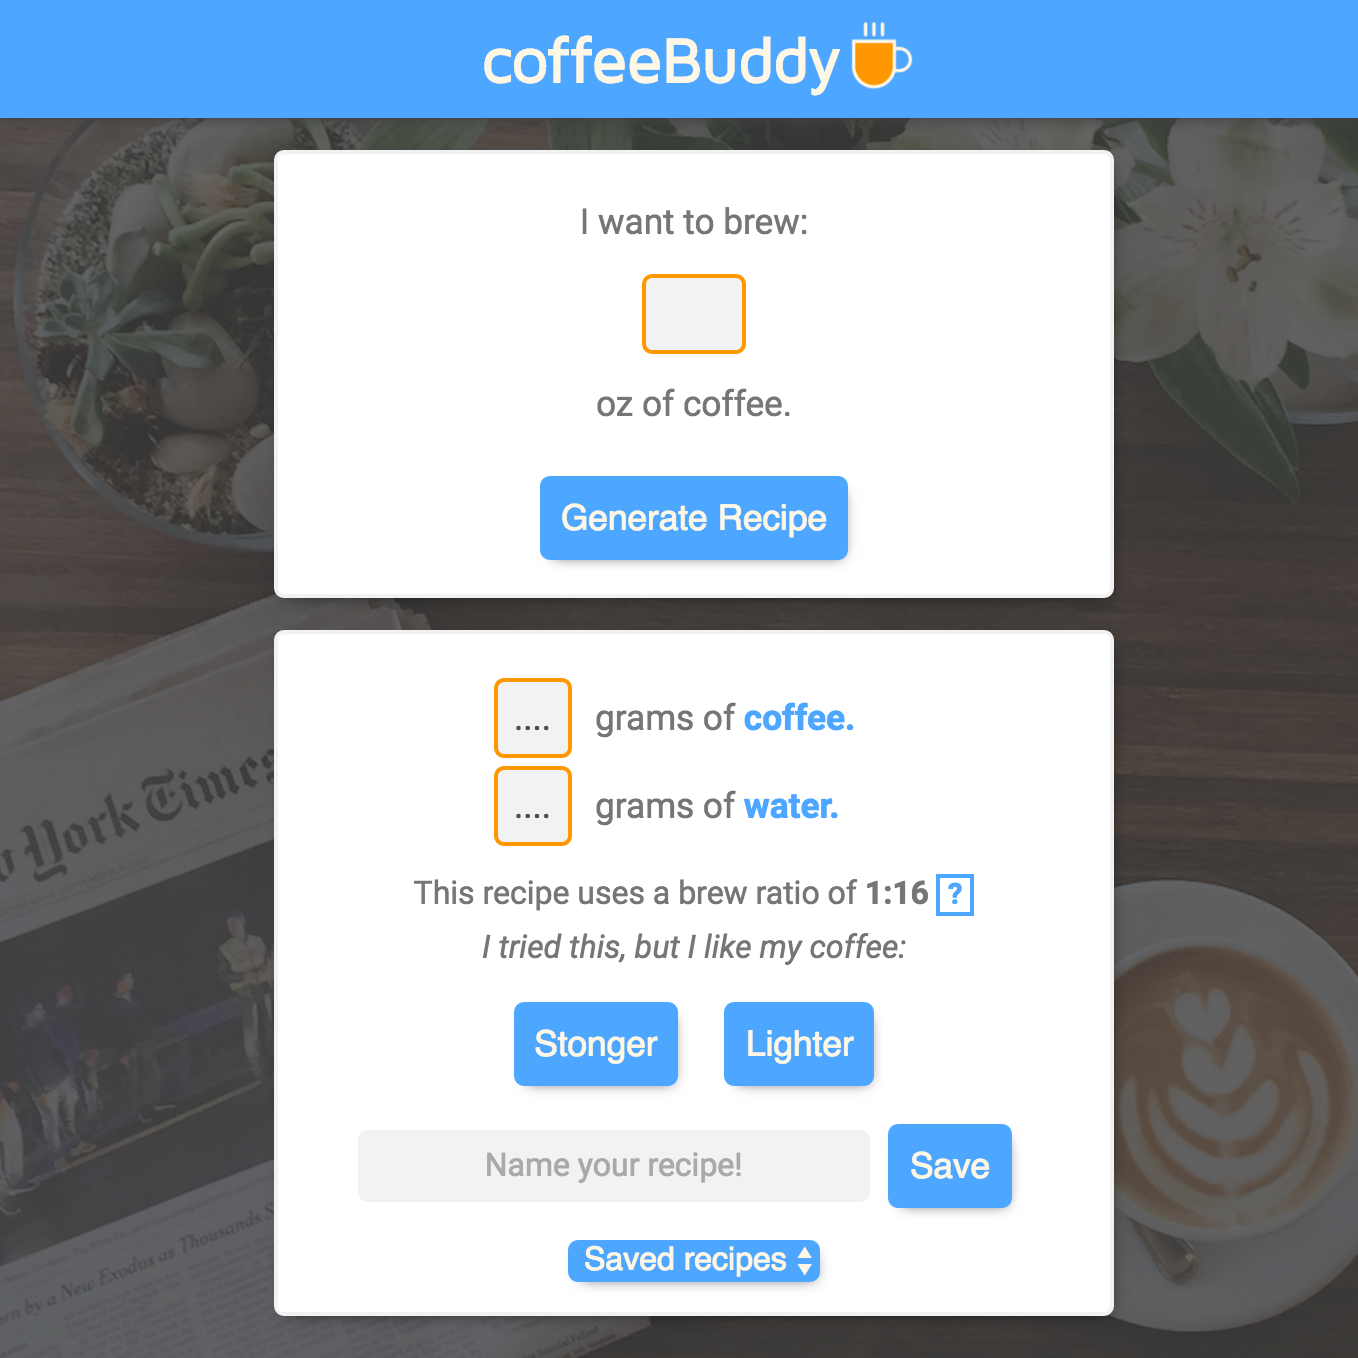 coffeeBuddy
I want to brew:
oz of coffee.
Generate Recipe
.... grams of coffee.
.... grams of water.
This recipe uses a brew ratio of 1:16 ?
I tried this, but I like my coffee:
Stonger Lighter
Name your recipe! Save
Saved recipes
York Times
a New Exodus as Thousands